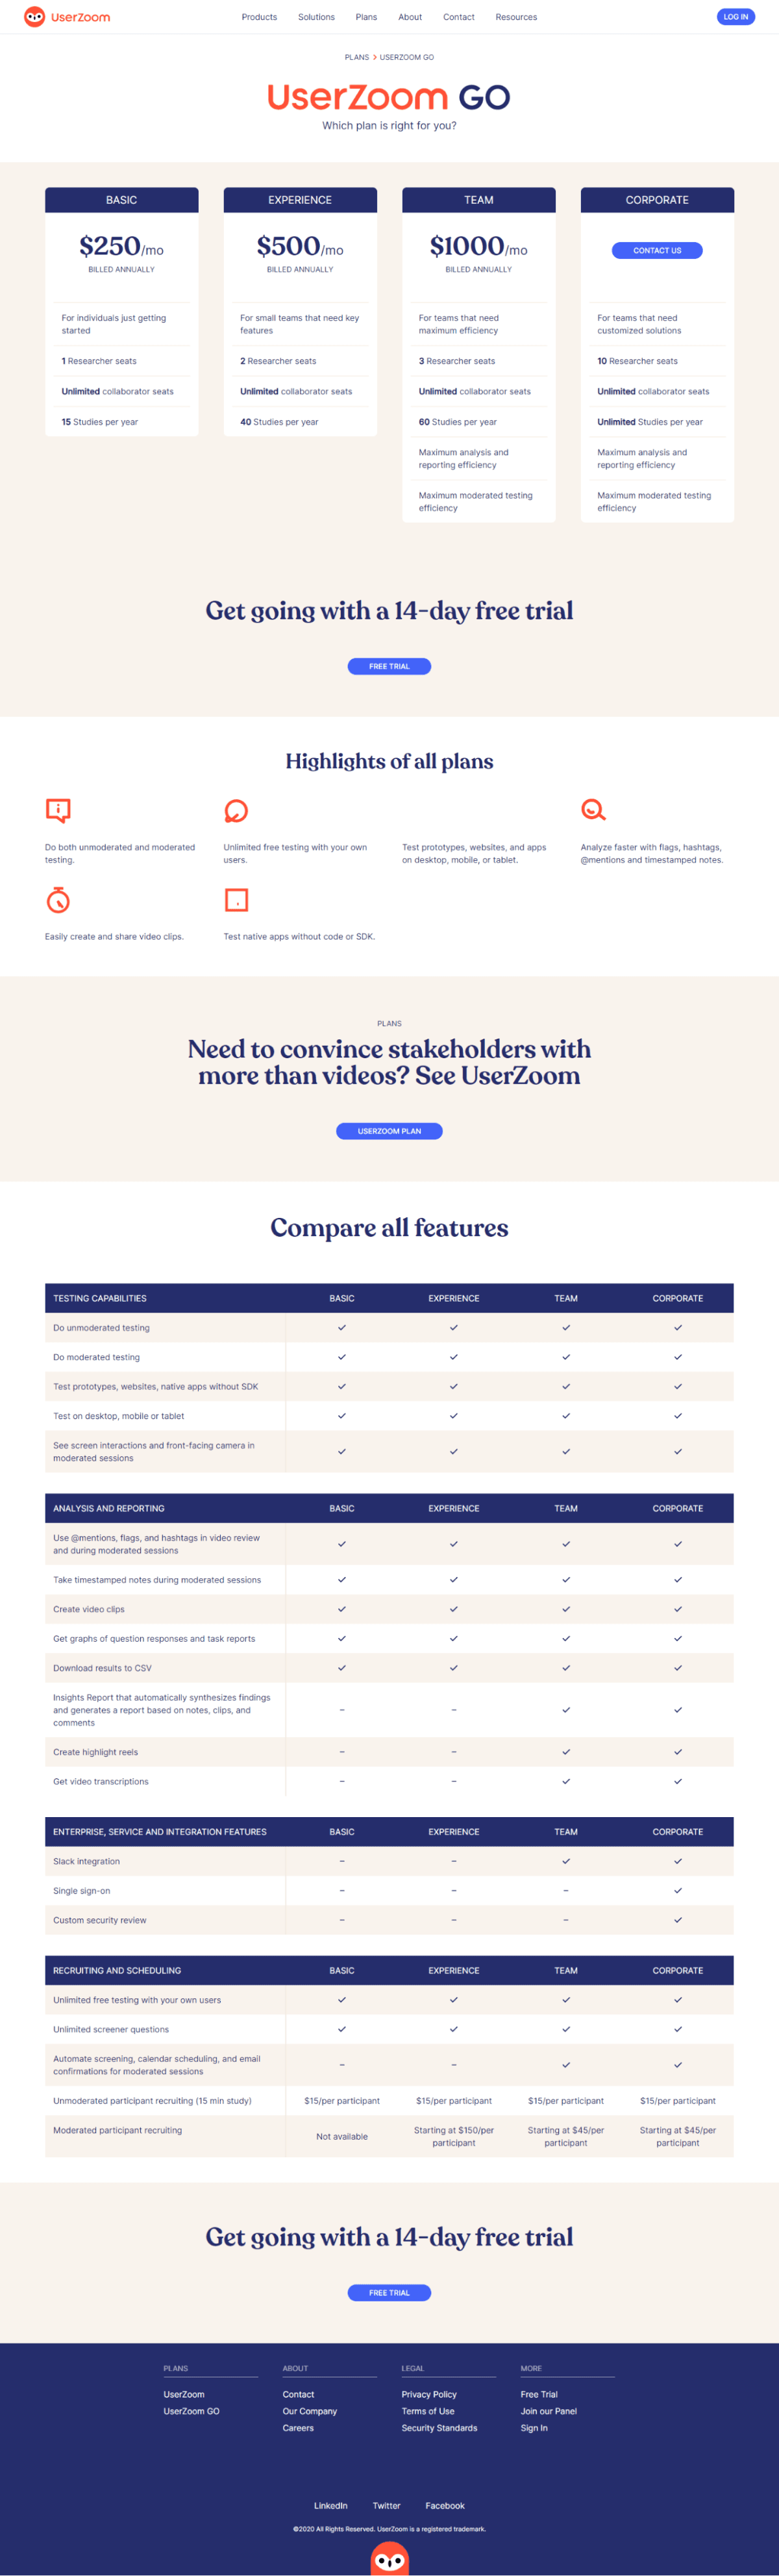 UserZoom
Products Solutions Plans About Contact Resources
LOG IN
PLANS > USERZOOM GO
UserZoom GO
Which plan is right for you?
BASIC
$250/mo
BILLED ANNUALLY
For individuals just getting
started
1 Researcher seats
Unlimited collaborator seats
15 Studies per year
EXPERIENCE
$500/mo
BILLED ANNUALLY
For small teams that need key
features
2 Researcher seats
Unlimited collaborator seats
40 Studies per year
TEAM
$1000/mo
BILLED ANNUALLY
For teams that need
maximum efficiency
3 Researcher seats
Unlimited collaborator seats
60 Studies per year
Maximum analysis and
reporting efficiency
Maximum moderated testing
efficiency
CORPORATE
CONTACT US
For teams that need
customized solutions
10 Researcher seats
Unlimited collaborator seats
Unlimited Studies per year
Maximum analysis and
reporting efficiency
Maximum moderated testing
efficiency
Get going with a 14-day free trial
FREE TRIAL
Highlights of all plans
Do both unmoderated and moderated
testing.
Unlimited free testing with your own
users.
Test prototypes, websites, and apps
on desktop, mobile, or tablet.
Analyze faster with flags, hashtags,
@mentions and timestamped notes.
Easily create and share video clips.
Test native apps without code or SDK.
PLANS
Need to convince stakeholders with
more than videos? See UserZoom
USERZOOM PLAN
Compare all features
TESTING CAPABILITIES BASIC EXPERIENCE TEAM CORPORATE
Do unmoderated testing ✓ ✓ ✓ ✓
Do moderated testing ✓ ✓ ✓ ✓
Test prototypes, websites, native apps without SDK ✓ ✓ ✓ ✓
Test on desktop, mobile or tablet ✓ ✓ ✓ ✓
See screen interactions and front-facing camera in
moderated sessions ✓ ✓ ✓ ✓
ANALYSIS AND REPORTING BASIC EXPERIENCE TEAM CORPORATE
Use @mentions, flags, and hashtags in video review
and during moderated sessions ✓ ✓ ✓ ✓
Take timestamped notes during moderated sessions ✓ ✓ ✓ ✓
Create video clips ✓ ✓ ✓ ✓
Get graphs of question responses and task reports ✓ ✓ ✓ ✓
Download results to CSV ✓ ✓ ✓ ✓
Insights Report that automatically synthesizes findings
and generates a report based on notes, clips, and – – ✓ ✓
comments
Create highlight reels – – ✓ ✓
Get video transcriptions – – ✓ ✓
ENTERPRISE, SERVICE AND INTEGRATION FEATURES BASIC EXPERIENCE TEAM CORPORATE
Slack integration – – ✓ ✓
Single sign-on – – – ✓
Custom security review – – – ✓
RECRUITING AND SCHEDULING BASIC EXPERIENCE TEAM CORPORATE
Unlimited free testing with your own users ✓ ✓ ✓ ✓
Unlimited screener questions ✓ ✓ ✓ ✓
Automate screening, calendar scheduling, and email
confirmations for moderated sessions – – ✓ ✓
Unmoderated participant recruiting (15 min study) $15/per participant $15/per participant $15/per participant $15/per participant
Moderated participant recruiting Not available Starting at $150/per Starting at $45/per Starting at $45/per
participant participant participant
Get going with a 14-day free trial
FREE TRIAL
PLANS
UserZoom
UserZoom GO
ABOUT
Contact
Our Company
Careers
LEGAL
Privacy Policy
Terms of Use
Security Standards
MORE
Free Trial
Join our Panel
Sign In
LinkedIn Twitter Facebook
©2020 All Rights Reserved. UserZoom is a registered trademark.